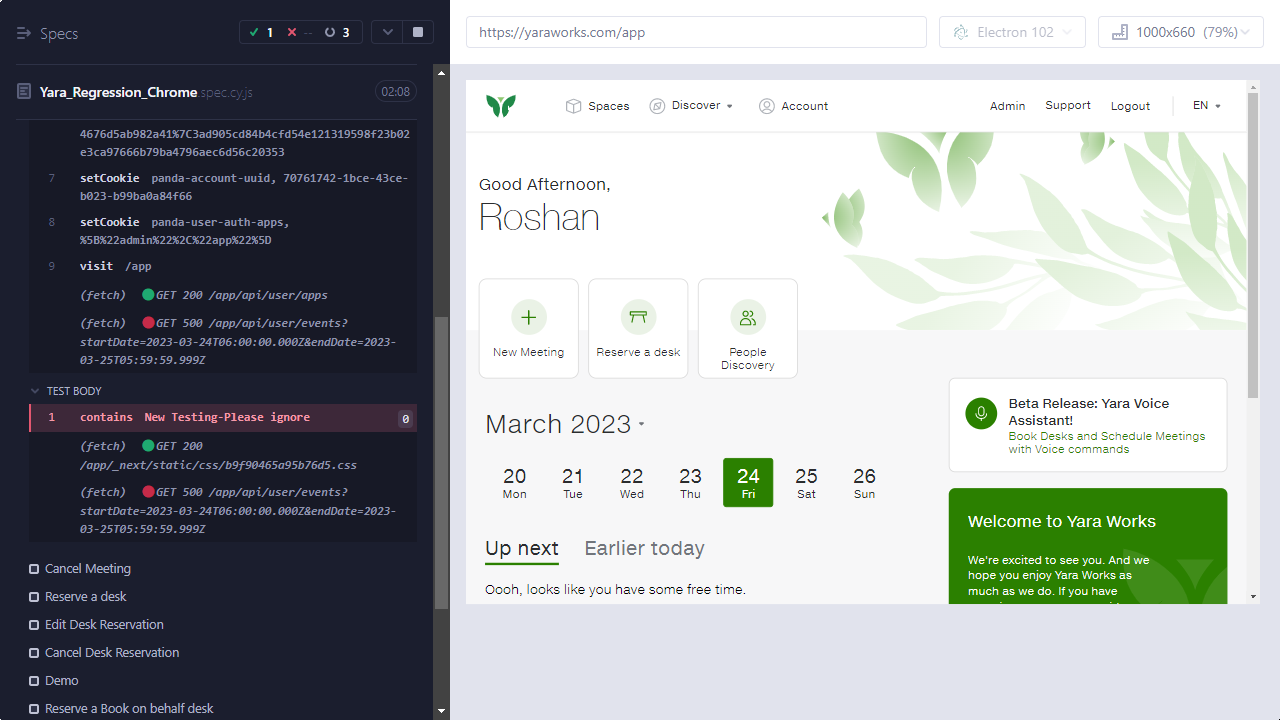 Specs
1
--
3
Yara_Regression_Chrome.spec.cy.js
02:08
4676d5ab982a41%7C3ad905cd84b4cfd54e121319598f23b02
e3ca97666b79ba4796aec6d56c20353
7 setCookie panda-account-uuid, 70761742-1bce-43ce-
b023-b99ba0a84f66
8 setCookie panda-user-auth-apps,
%5B%22admin%22%2C%22app%22%5D
9 visit /app
(fetch) GET 200 /app/api/user/apps
(fetch) GET 500 /app/api/user/events?
startDate=2023-03-24T06:00:00.000Z&endDate=2023-
03-25T05:59:59.999Z
TEST BODY
1 contains New Testing-Please ignore 0
(fetch) GET 200
/app/_next/static/css/b9f90465a95b76d5.css
(fetch) GET 500 /app/api/user/events?
startDate=2023-03-24T06:00:00.000Z&endDate=2023-
03-25T05:59:59.999Z
Cancel Meeting
Reserve a desk
Edit Desk Reservation
Cancel Desk Reservation
Demo
Reserve a Book on behalf desk
https://yaraworks.com/app
Electron 102
1000x660 (79%)
Spaces
Discover
Account
Admin
Support
Logout
EN
Good Afternoon,
Roshan
New Meeting
Reserve a desk
People
Discovery
March 2023
20 21 22 23 24 25 26
Mon Tue Wed Thu Fri Sat Sun
Up next
Earlier today
Oooh, looks like you have some free time.
Beta Release: Yara Voice
Assistant!
Book Desks and Schedule Meetings
with Voice commands
Welcome to Yara Works
We're excited to see you. And we
hope you enjoy Yara Works as
much as we do. If you have